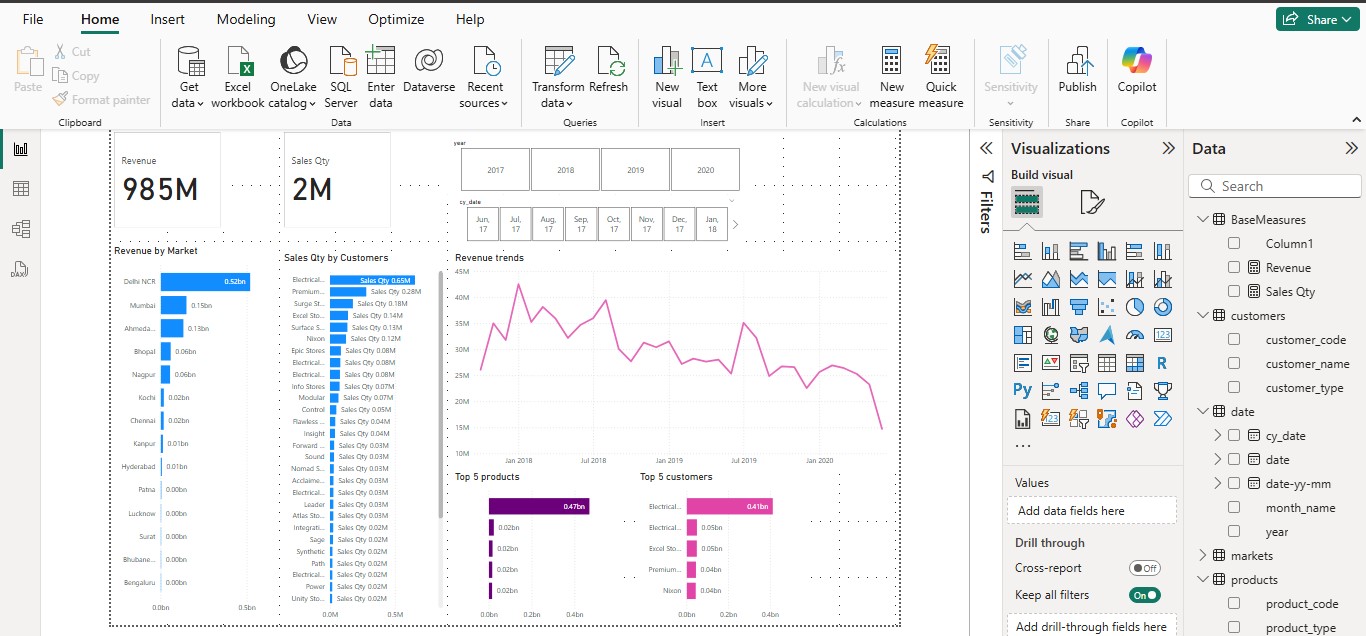 File Home Insert Modeling View Optimize Help Share
Paste Cut Copy Format painter
Clipboard
Get data Excel workbook OneLake catalog SQL Server Enter data Dataverse Recent sources
Data
Transform data Refresh
Queries
New visual Text box More visuals
Insert
New visual calculation New measure Quick measure
Calculations
Sensitivity
Sensitivity
Publish
Share
Copilot
Copilot
Revenue
985M
Sales Qty
2M
year
2017 2018 2019 2020
cy_date
Jun, 17 Jul, 17 Aug, 17 Sep, 17 Oct, 17 Nov, 17 Dec, 17 Jan, 18
Revenue by Market
Delhi NCR 0.52bn
Mumbai 0.15bn
Ahmeda... 0.13bn
Bhopal 0.06bn
Nagpur 0.06bn
Kochi 0.02bn
Chennai 0.02bn
Kanpur 0.01bn
Hyderabad 0.01bn
Patna 0.00bn
Lucknow 0.00bn
Surat 0.00bn
Bhubane... 0.00bn
Bengaluru 0.00bn
0.0bn 0.5bn
Sales Qty by Customers
Electrical... Sales Qty 0.65M
Premium... Sales Qty 0.28M
Surge St... Sales Qty 0.18M
Excel Sto... Sales Qty 0.14M
Surface S... Sales Qty 0.13M
Nixon Sales Qty 0.12M
Epic Stores Sales Qty 0.08M
Electrical... Sales Qty 0.08M
Electrical... Sales Qty 0.08M
Info Stores Sales Qty 0.07M
Modular Sales Qty 0.07M
Control Sales Qty 0.05M
Flawless ... Sales Qty 0.04M
Insight Sales Qty 0.04M
Forward ... Sales Qty 0.03M
Sound Sales Qty 0.03M
Nomad S... Sales Qty 0.03M
Acclaime... Sales Qty 0.03M
Electrical... Sales Qty 0.03M
Leader Sales Qty 0.03M
Atlas Sto... Sales Qty 0.03M
Integrati... Sales Qty 0.02M
Sage Sales Qty 0.02M
Synthetic Sales Qty 0.02M
Path Sales Qty 0.02M
Electrical... Sales Qty 0.02M
Power Sales Qty 0.02M
Unity Sto... Sales Qty 0.02M
0.0M 0.5M
Revenue trends
45M
40M
35M
30M
25M
20M
15M
10M
Jan 2018 Jul 2018 Jan 2019 Jul 2019 Jan 2020
Top 5 products
0.47bn
0.02bn
0.02bn
0.02bn
0.02bn
0.0bn 0.2bn 0.4bn
Top 5 customers
Electrical... 0.41bn
Electrical... 0.05bn
Excel Sto... 0.05bn
Premium... 0.04bn
Nixon 0.04bn
0.0bn 0.2bn 0.4bn
Filters
Visualizations
Build visual
R
Py
123
...
Values
Add data fields here
Drill through
Cross-report Off
Keep all filters On
Add drill-through fields here
Data
Search
BaseMeasures
Column1
Revenue
Sales Qty
customers
customer_code
customer_name
customer_type
date
cy_date
date
date-yy-mm
month_name
year
markets
products
product_code
product_type